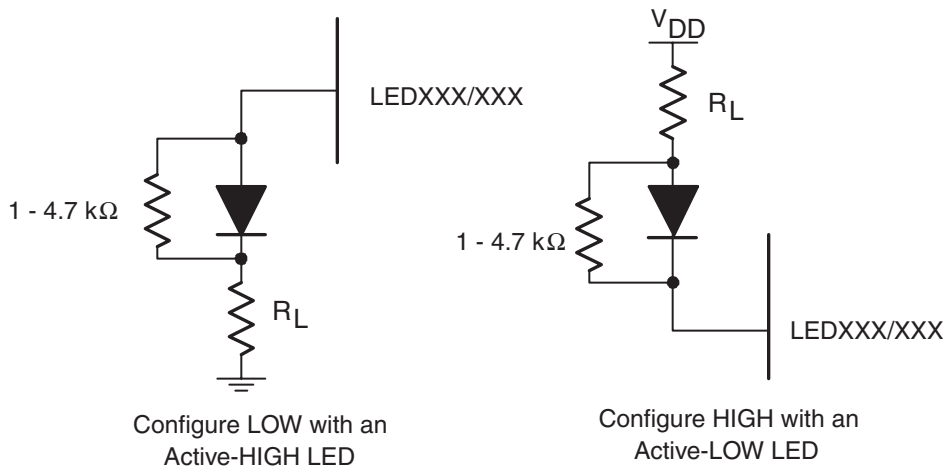 LEDXXX/XXX
1 - 4.7 kΩ
R_L
Configure LOW with an
Active-HIGH LED
V_DD
R_L
1 - 4.7 kΩ
LEDXXX/XXX
Configure HIGH with an
Active-LOW LED